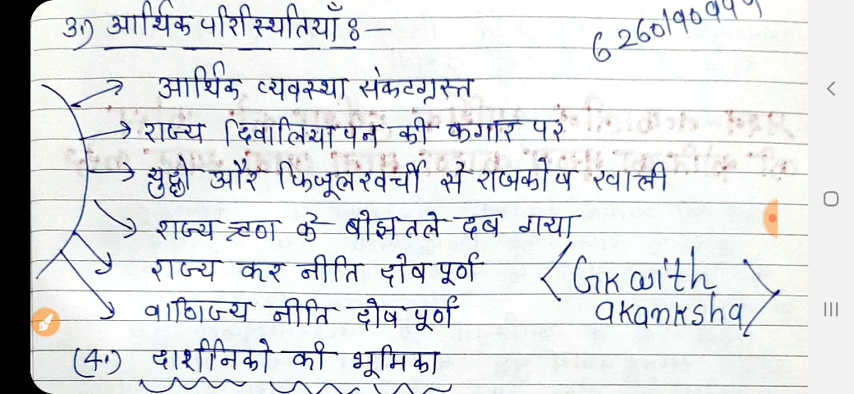 3.) आर्थिक परिस्थितियाँ :—
→ आर्थिक व्यवस्था संकटग्रस्त
→ राज्य दिवालियापन की कगार पर
→ युद्धो और फिजूलखर्ची से राजकोष खाली
→ राज्य ऋण के बोझ तले दब गया
→ राज्य कर नीति दोषपूर्ण
→ वाणिज्य नीति दोषपूर्ण
GK with
akanksha
(4.) दार्शनिको की भूमिका